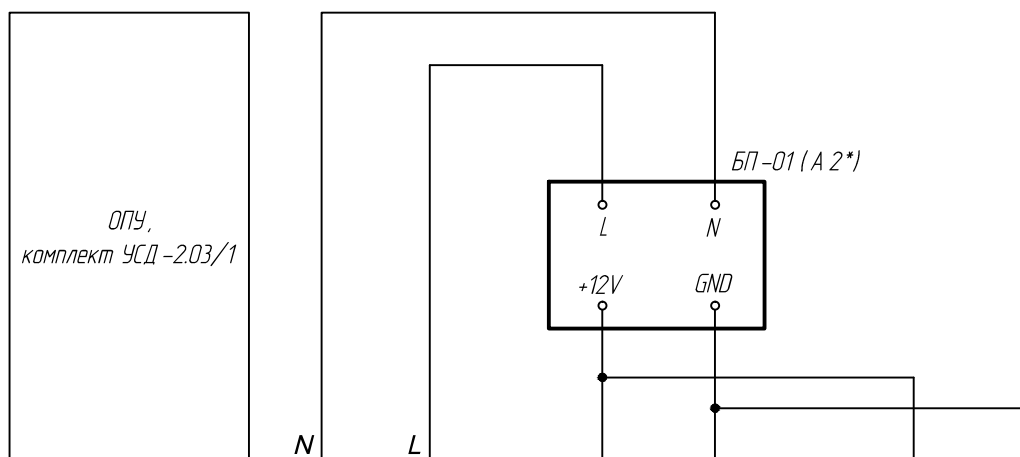 БП-01 (А 2*)
ОПУ,
комплект УСД-2.03/1
L
N
+12V
GND
N
L